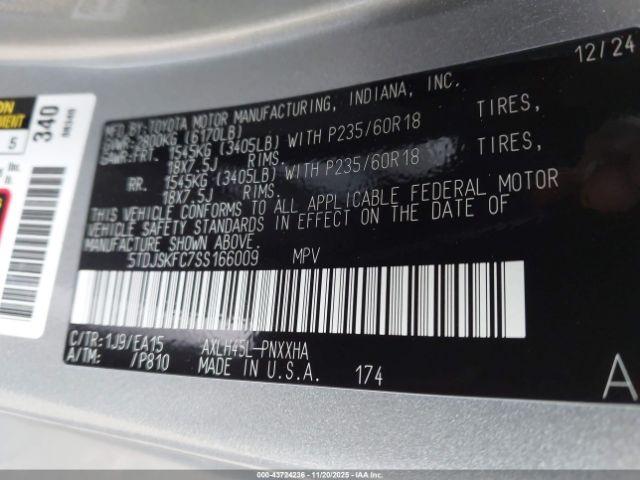 12/24
MFD.BY:TOYOTA MOTOR MANUFACTURING, INDIANA, INC.
GVWR: 2800KG (6170LB)
GAWR:FRT. 1545KG (3405LB) WITH P235/60R18 TIRES,
18X7.5J RIMS.
RR. 1545KG (3405LB) WITH P235/60R18 TIRES,
18X7.5J RIMS.
THIS VEHICLE CONFORMS TO ALL APPLICABLE FEDERAL MOTOR
VEHICLE SAFETY STANDARDS IN EFFECT ON THE DATE OF
MANUFACTURE SHOWN ABOVE.
5TDJSKFC7SS166009 MPV
C/TR: 1J9/EA15 AXLH45L-PNXXHA
A/TM: /P810 MADE IN U.S.A. 174
A
5
340
000-43724236 - 11/20/2025 - IAAI.COM